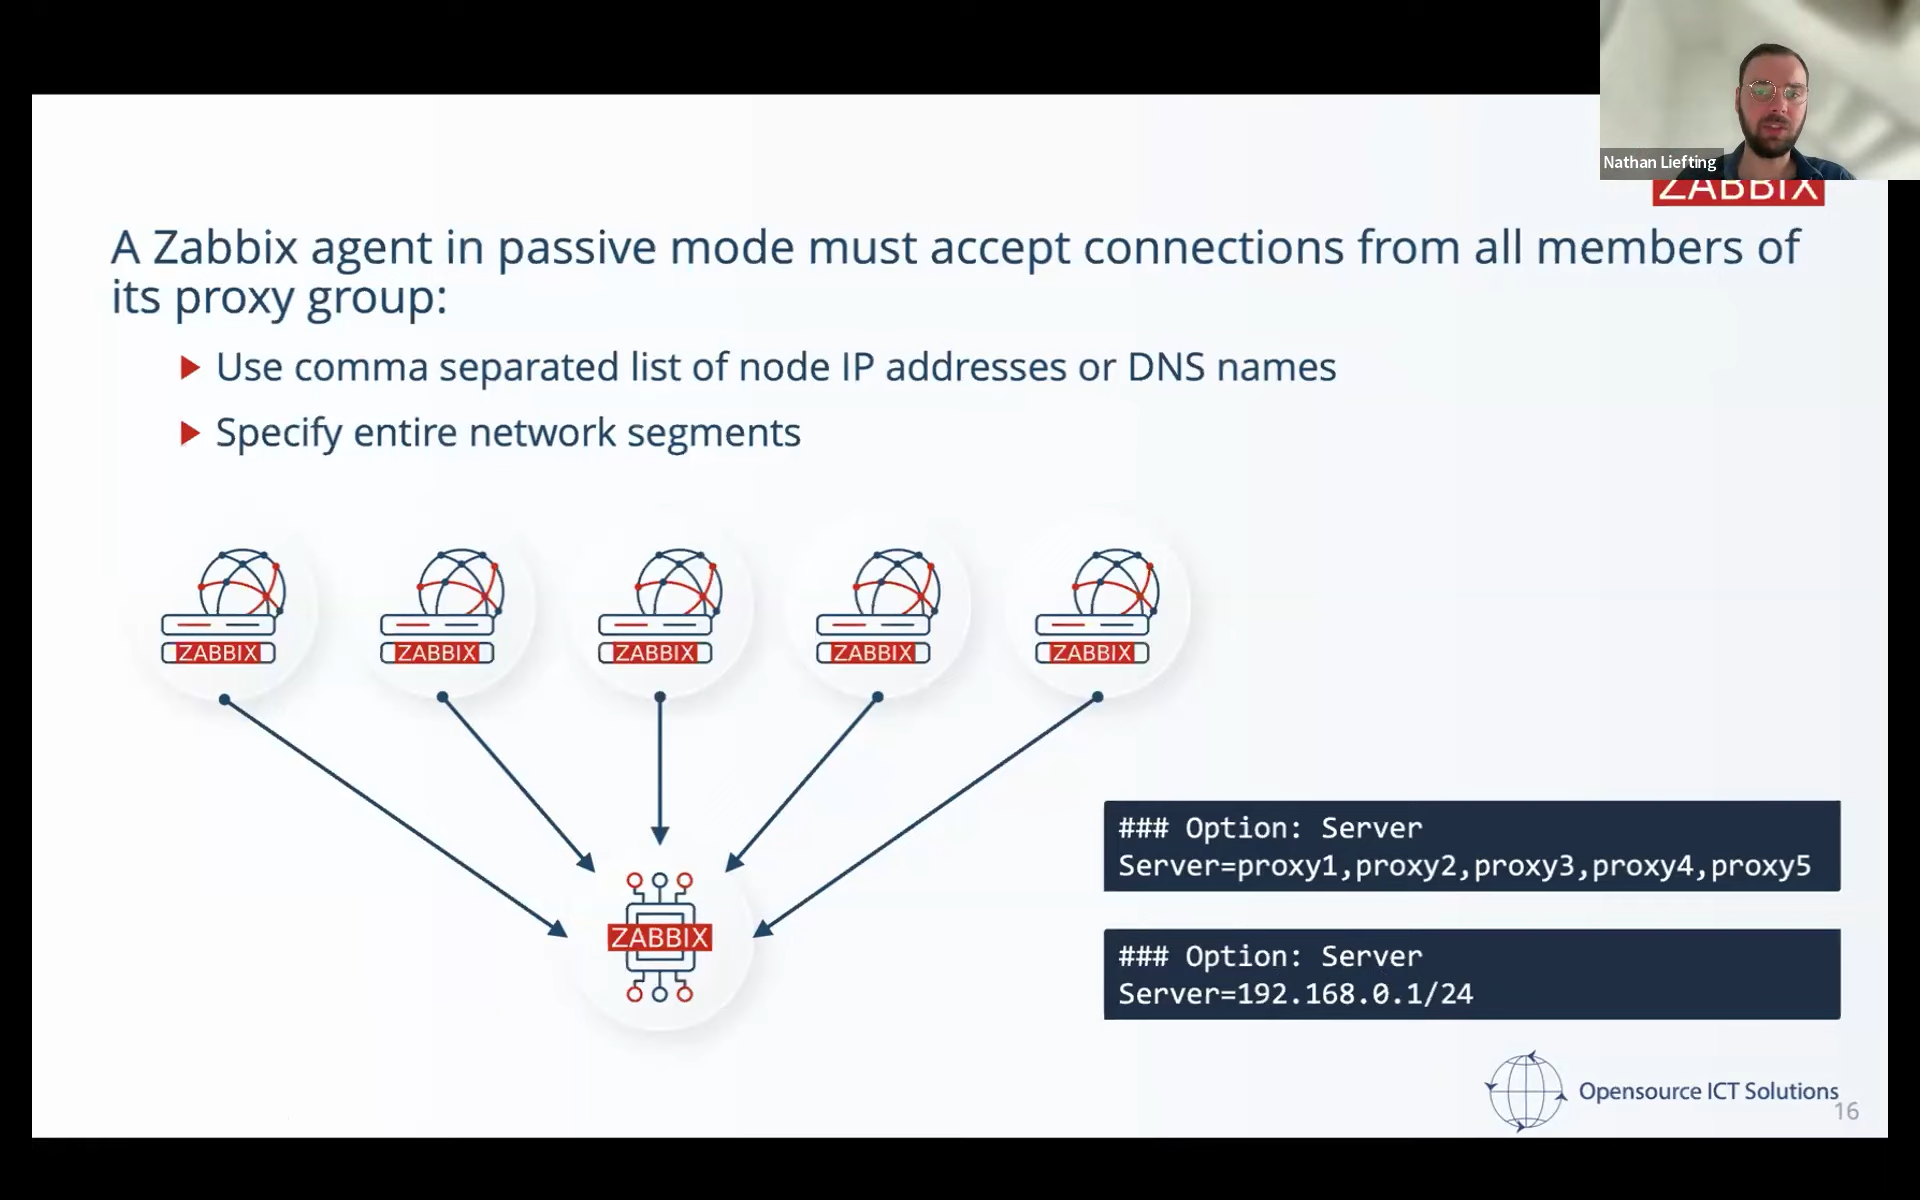 Nathan Liefting
ZABBIX
A Zabbix agent in passive mode must accept connections from all members of
its proxy group:
Use comma separated list of node IP addresses or DNS names
Specify entire network segments
ZABBIX
ZABBIX
ZABBIX
ZABBIX
ZABBIX
ZABBIX
### Option: Server
Server=proxy1,proxy2,proxy3,proxy4,proxy5
### Option: Server
Server=192.168.0.1/24
Opensource ICT Solutions
16